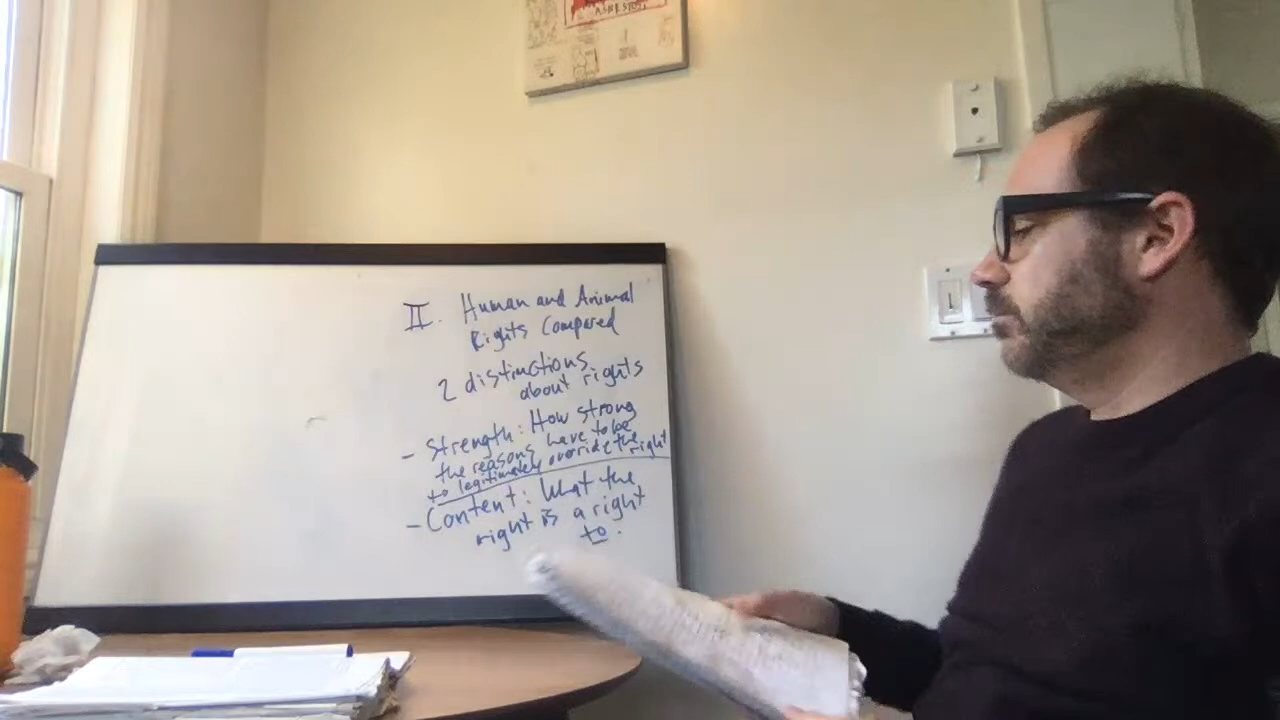 ASBESTOS
II. Human and Animal
Rights Compared
2 distinctions
about rights
- Strength: How strong
the reasons have to be
to legitimately override the right
- Content: What the
right is a right
to.